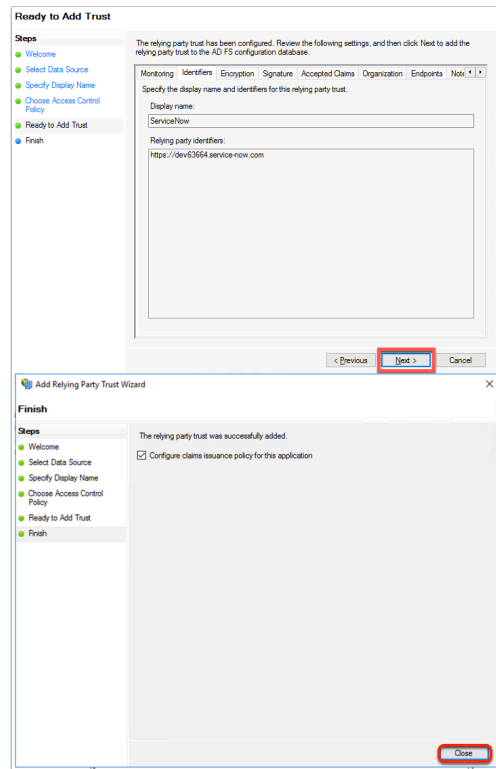 Ready to Add Trust
Steps
Welcome
Select Data Source
Specify Display Name
Choose Access Control
Policy
Ready to Add Trust
Finish
The relying party trust has been configured. Review the following settings, and then click Next to add the
relying party trust to the AD FS configuration database.
Monitoring Identifiers Encryption Signature Accepted Claims Organization Endpoints Note
Specify the display name and identifiers for this relying party trust.
Display name:
ServiceNow
Relying party identifiers:
https://dev63664.service-now.com
< Previous Next > Cancel
Add Relying Party Trust Wizard
Finish
Steps
Welcome
Select Data Source
Specify Display Name
Choose Access Control
Policy
Ready to Add Trust
Finish
The relying party trust was successfully added.
Configure claims issuance policy for this application
Close